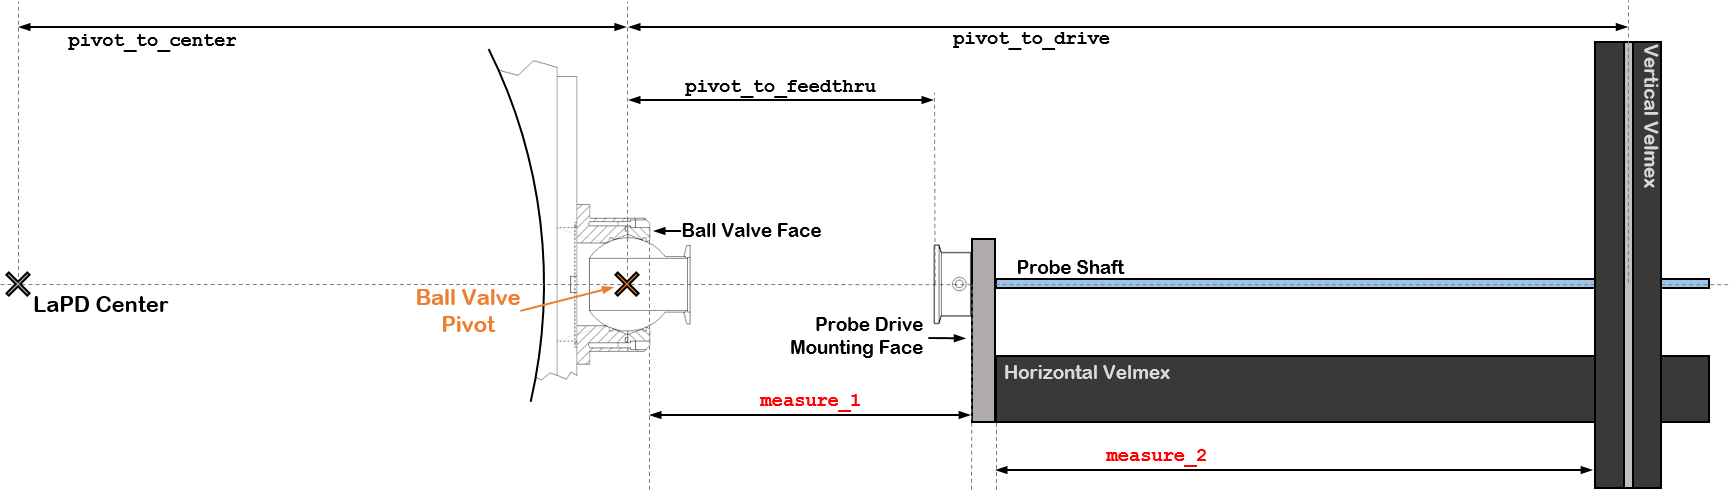 pivot_to_center
pivot_to_drive
pivot_to_feedthru
Vertical Velmex
Ball Valve Face
LaPD Center
Ball Valve
Pivot
Probe Shaft
Probe Drive
Mounting Face
Horizontal Velmex
measure_1
measure_2